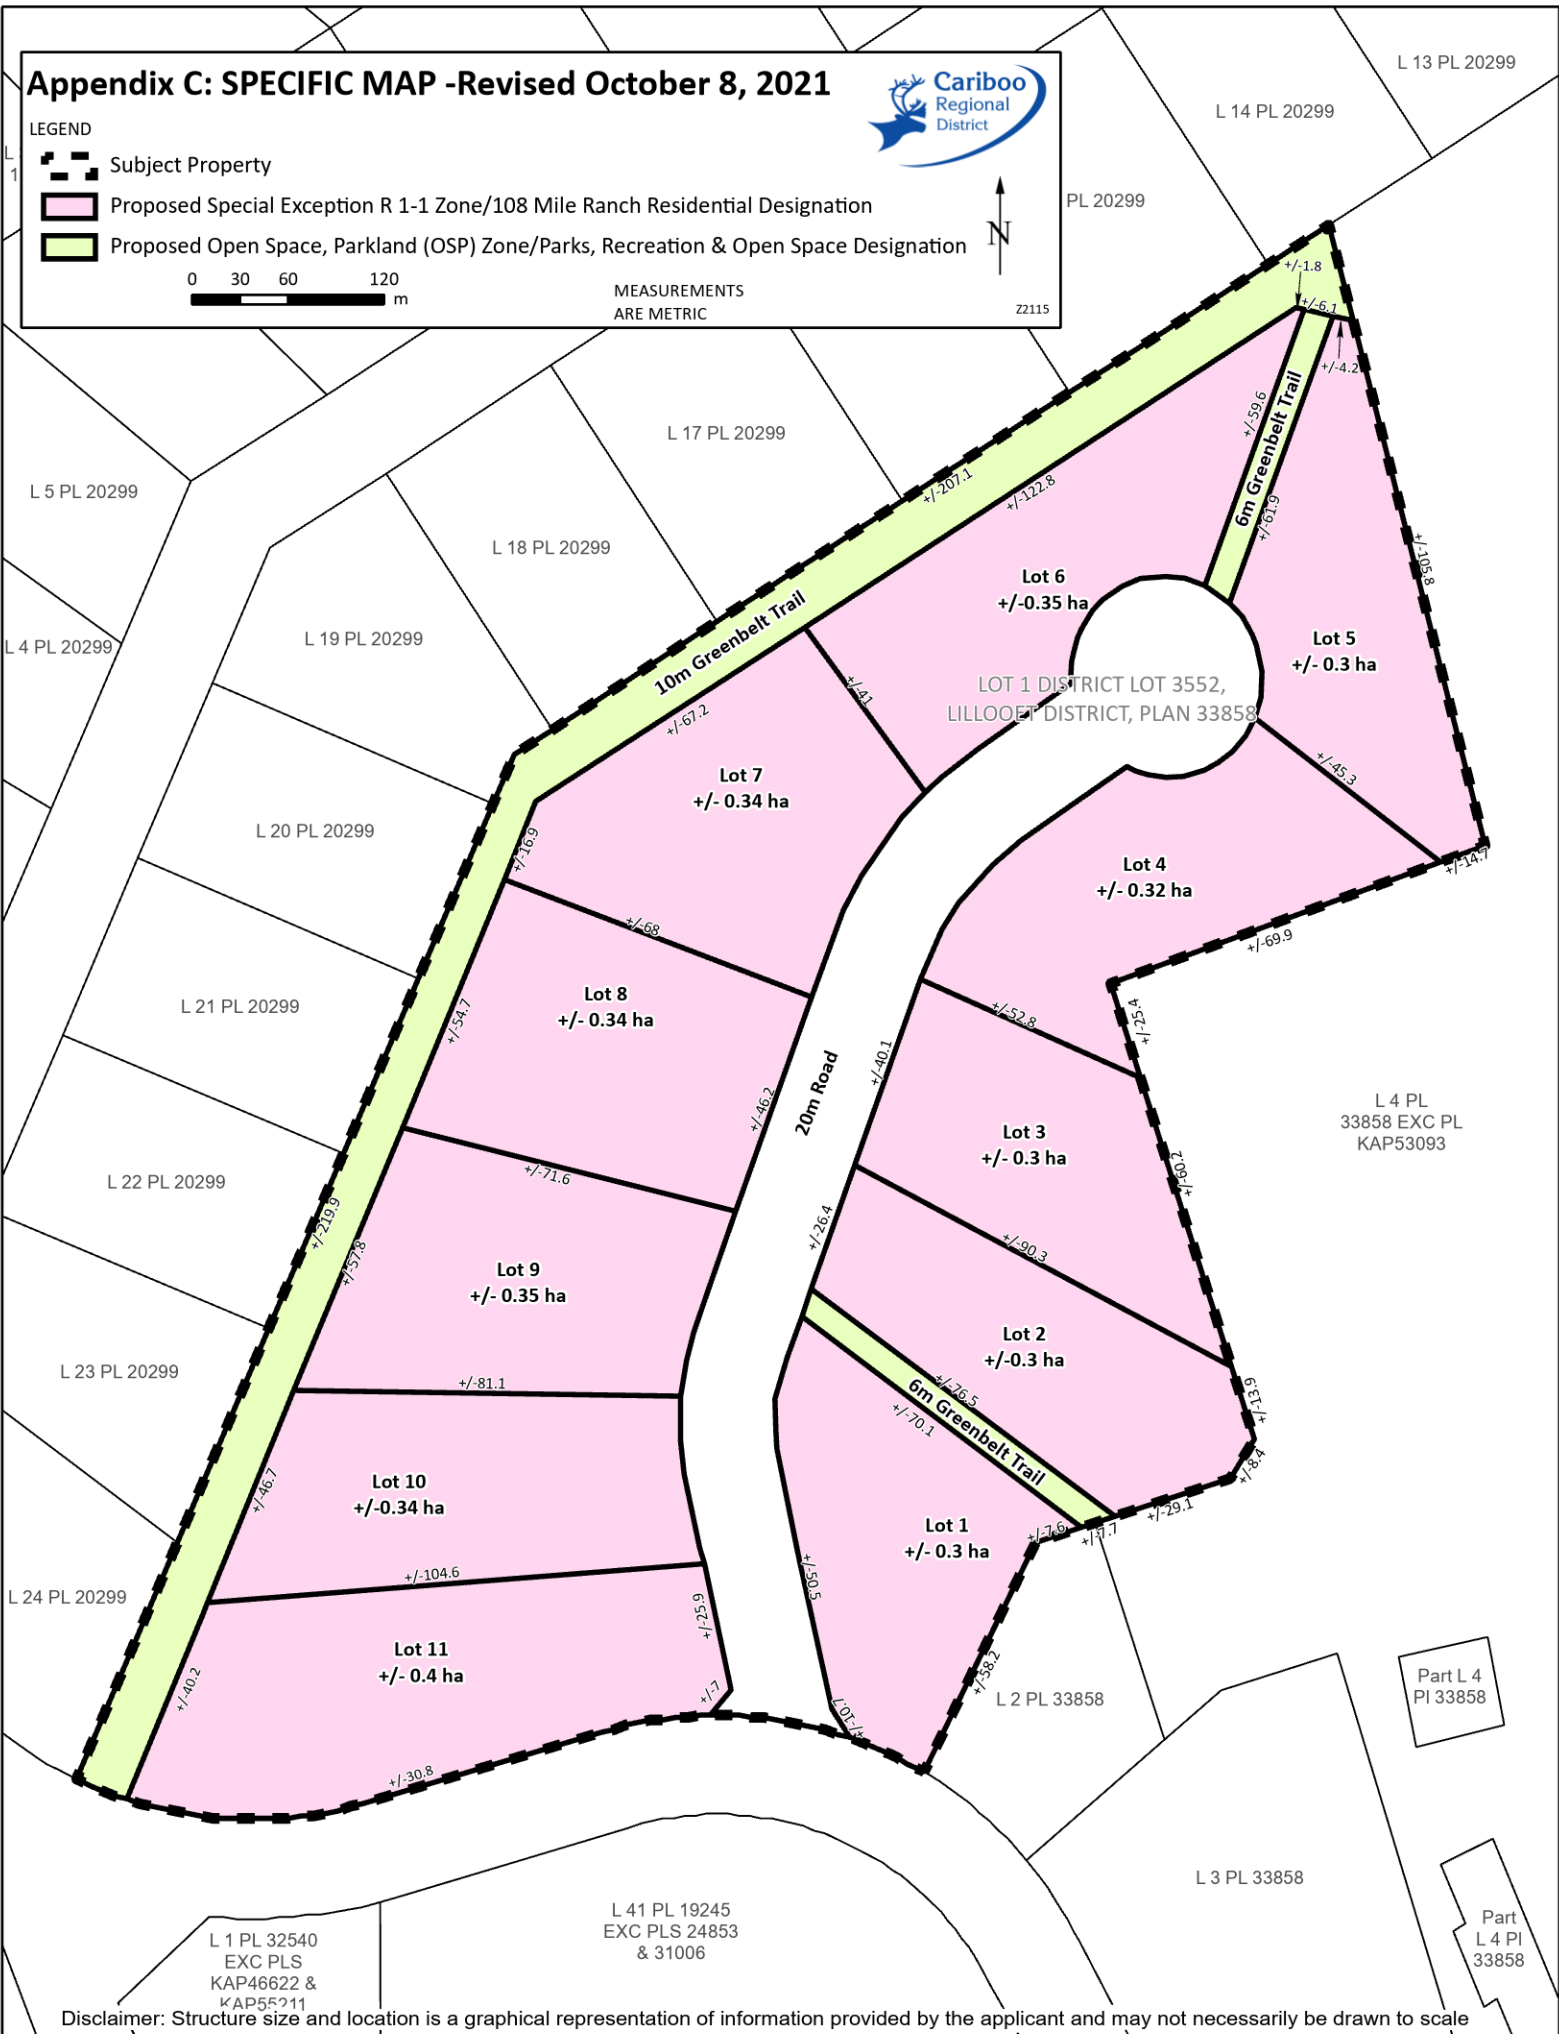 Appendix C: SPECIFIC MAP -Revised October 8, 2021
Cariboo
Regional
District
LEGEND
Subject Property
Proposed Special Exception R 1-1 Zone/108 Mile Ranch Residential Designation
Proposed Open Space, Parkland (OSP) Zone/Parks, Recreation & Open Space Designation
N
0 30 60 120
m
MEASUREMENTS
ARE METRIC
Z2115
L 13 PL 20299
L 14 PL 20299
PL 20299
L 17 PL 20299
L 18 PL 20299
L 19 PL 20299
L 20 PL 20299
L 21 PL 20299
L 22 PL 20299
L 23 PL 20299
L 24 PL 20299
L 5 PL 20299
L 4 PL 20299
+/-1.8
+/-6.1
+/-4.2
+/-59.6
6m Greenbelt Trail
+/-61.9
+/-207.1
+/-122.8
+/-105.8
Lot 6
+/-0.35 ha
Lot 5
+/- 0.3 ha
LOT 1 DISTRICT LOT 3552,
LILLOOET DISTRICT, PLAN 33858
10m Greenbelt Trail
+/-67.2
+/-41
+/-45.3
+/-14.7
Lot 7
+/- 0.34 ha
+/-16.9
Lot 4
+/- 0.32 ha
+/-69.9
+/-68
+/-25.4
Lot 8
+/- 0.34 ha
+/-54.7
+/-52.8
+/-40.1
+/-46.2
20m Road
L 4 PL
33858 EXC PL
KAP53093
Lot 3
+/- 0.3 ha
+/-60.2
+/-71.6
+/-219.9
+/-57.8
+/-26.4
+/-90.3
Lot 9
+/- 0.35 ha
Lot 2
+/-0.3 ha
+/-81.1
+/-76.5
6m Greenbelt Trail
+/-70.1
+/-13.9
+/-8.4
+/-29.1
+/-7.7
+/-7.6
Lot 10
+/-0.34 ha
+/-46.7
Lot 1
+/- 0.3 ha
+/-104.6
+/-50.5
+/-25.9
Lot 11
+/- 0.4 ha
+/-40.2
+/-7
+/-10.7
+/-58.2
+/-30.8
L 2 PL 33858
Part L 4
Pl 33858
L 3 PL 33858
Part
L 4 Pl
33858
L 41 PL 19245
EXC PLS 24853
& 31006
L 1 PL 32540
EXC PLS
KAP46622 &
KAP55211
Disclaimer: Structure size and location is a graphical representation of information provided by the applicant and may not necessarily be drawn to scale